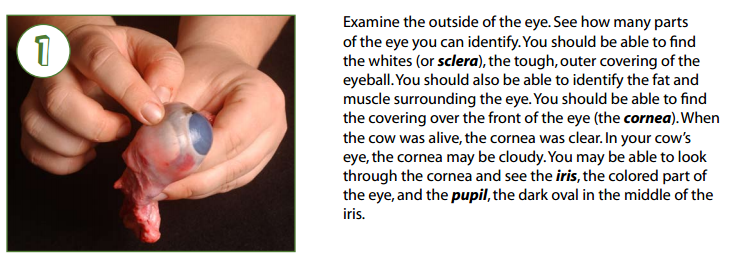 1
Examine the outside of the eye. See how many parts
of the eye you can identify. You should be able to find
the whites (or sclera), the tough, outer covering of the
eyeball. You should also be able to identify the fat and
muscle surrounding the eye. You should be able to find
the covering over the front of the eye (the cornea). When
the cow was alive, the cornea was clear. In your cow's
eye, the cornea may be cloudy. You may be able to look
through the cornea and see the iris, the colored part of
the eye, and the pupil, the dark oval in the middle of the
iris.